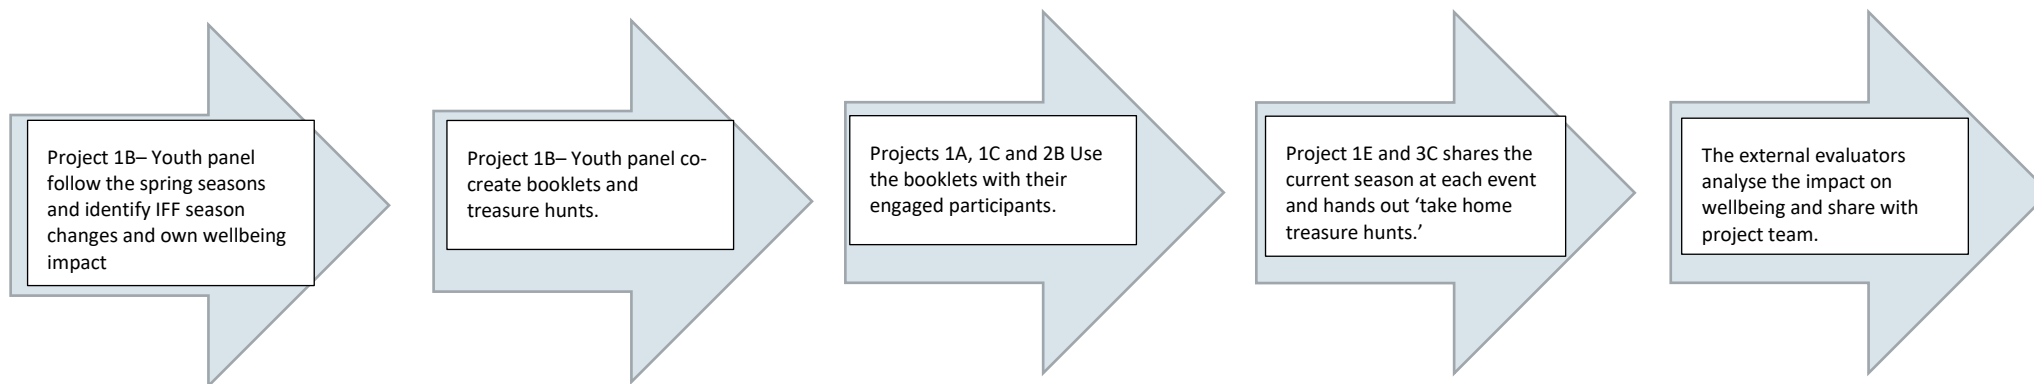 Project 1B– Youth panel
follow the spring seasons
and identify IFF season
changes and own wellbeing
impact
Project 1B– Youth panel co-
create booklets and
treasure hunts.
Projects 1A, 1C and 2B Use
the booklets with their
engaged participants.
Project 1E and 3C shares the
current season at each event
and hands out ‘take home
treasure hunts.’
The external evaluators
analyse the impact on
wellbeing and share with
project team.